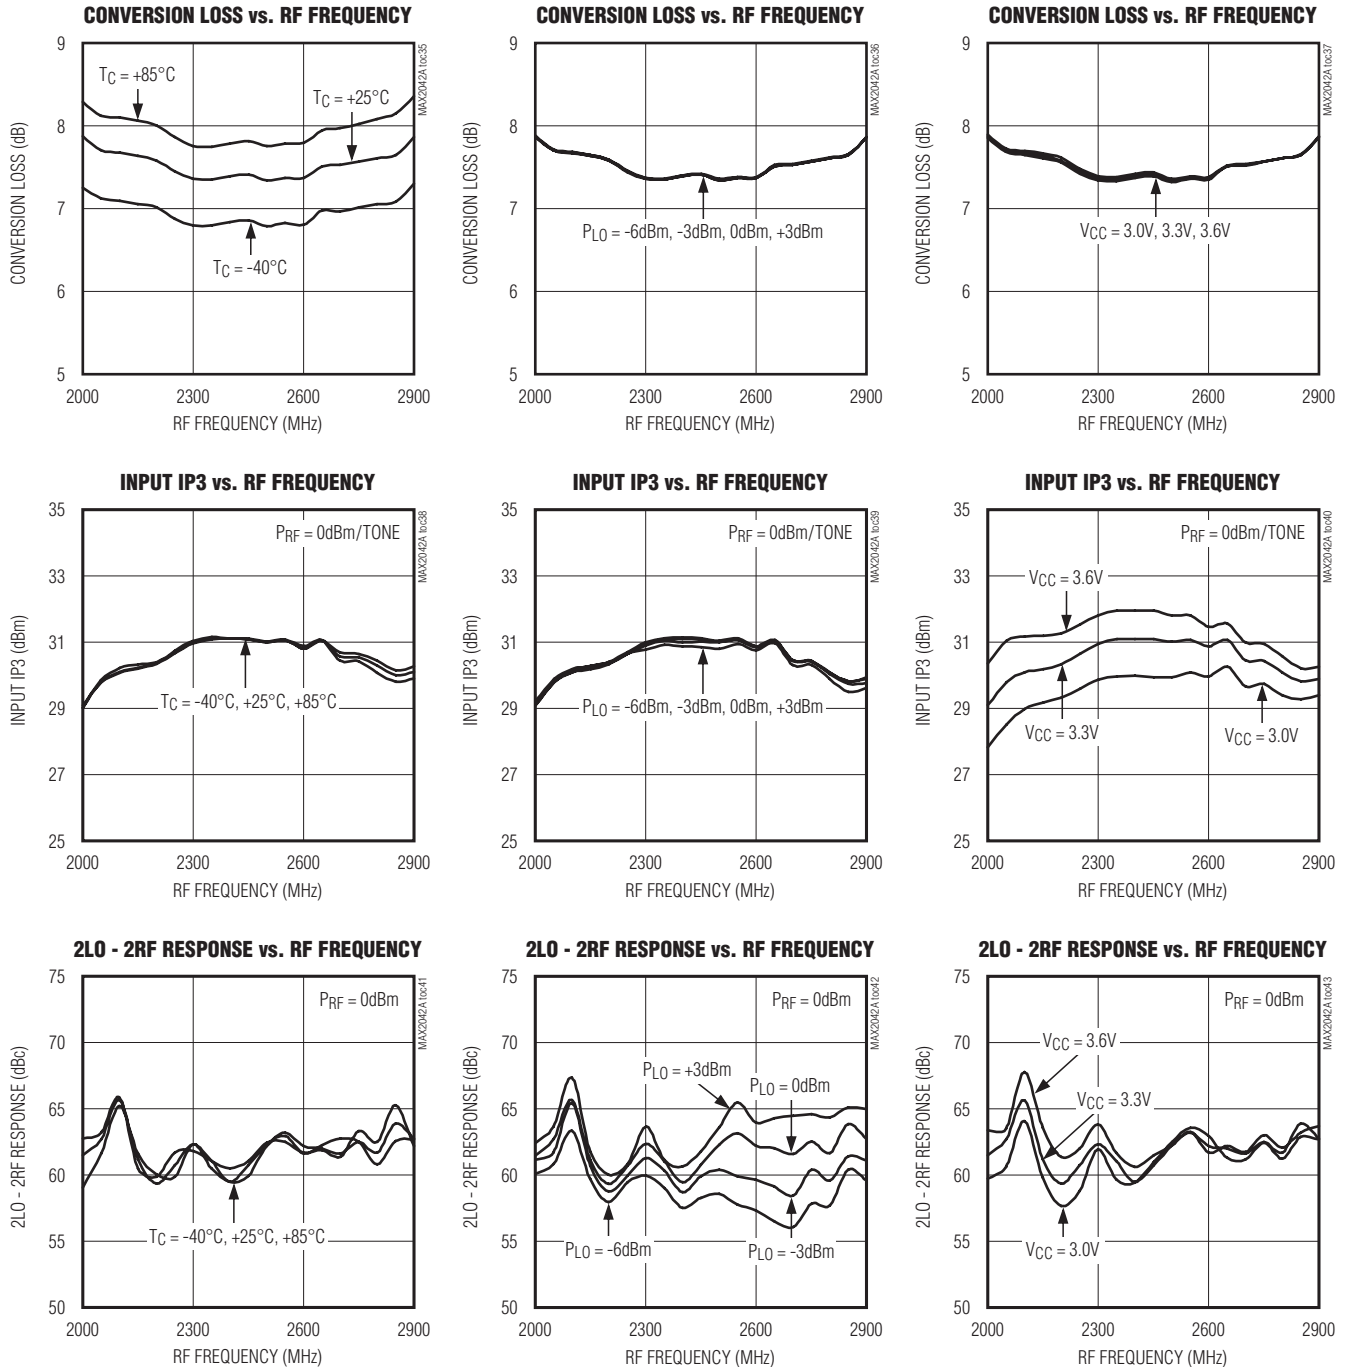 CONVERSION LOSS vs. RF FREQUENCY
9
8
7
6
5
CONVERSION LOSS (dB)
TC = +85°C
TC = +25°C
TC = -40°C
MAX2042A toc35
2000 2300 2600 2900
RF FREQUENCY (MHz)
CONVERSION LOSS vs. RF FREQUENCY
9
8
7
6
5
CONVERSION LOSS (dB)
PLO = -6dBm, -3dBm, 0dBm, +3dBm
MAX2042A toc36
2000 2300 2600 2900
RF FREQUENCY (MHz)
CONVERSION LOSS vs. RF FREQUENCY
9
8
7
6
5
CONVERSION LOSS (dB)
VCC = 3.0V, 3.3V, 3.6V
MAX2042A toc37
2000 2300 2600 2900
RF FREQUENCY (MHz)
INPUT IP3 vs. RF FREQUENCY
35
33
31
29
27
25
INPUT IP3 (dBm)
PRF = 0dBm/TONE
TC = -40°C, +25°C, +85°C
MAX2042A toc38
2000 2300 2600 2900
RF FREQUENCY (MHz)
INPUT IP3 vs. RF FREQUENCY
35
33
31
29
27
25
INPUT IP3 (dBm)
PRF = 0dBm/TONE
PLO = -6dBm, -3dBm, 0dBm, +3dBm
MAX2042A toc39
2000 2300 2600 2900
RF FREQUENCY (MHz)
INPUT IP3 vs. RF FREQUENCY
35
33
31
29
27
25
INPUT IP3 (dBm)
PRF = 0dBm/TONE
VCC = 3.6V
VCC = 3.3V
VCC = 3.0V
MAX2042A toc40
2000 2300 2600 2900
RF FREQUENCY (MHz)
2LO - 2RF RESPONSE vs. RF FREQUENCY
75
70
65
60
55
50
2LO - 2RF RESPONSE (dBc)
PRF = 0dBm
TC = -40°C, +25°C, +85°C
MAX2042A toc41
2000 2300 2600 2900
RF FREQUENCY (MHz)
2LO - 2RF RESPONSE vs. RF FREQUENCY
75
70
65
60
55
50
2LO - 2RF RESPONSE (dBc)
PRF = 0dBm
PLO = +3dBm
PLO = 0dBm
PLO = -6dBm
PLO = -3dBm
MAX2042A toc42
2000 2300 2600 2900
RF FREQUENCY (MHz)
2LO - 2RF RESPONSE vs. RF FREQUENCY
75
70
65
60
55
50
2LO - 2RF RESPONSE (dBc)
PRF = 0dBm
VCC = 3.6V
VCC = 3.3V
VCC = 3.0V
MAX2042A toc43
2000 2300 2600 2900
RF FREQUENCY (MHz)